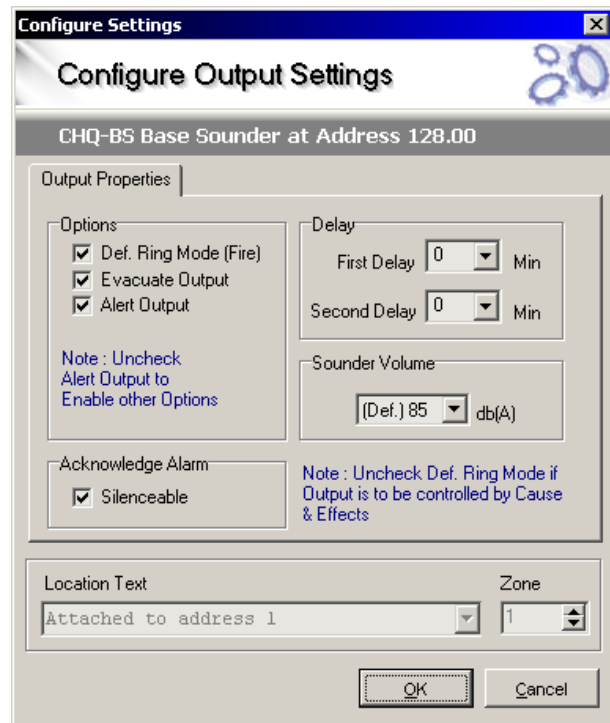 Configure Settings
Configure Output Settings
CHQ-BS Base Sounder at Address 128.00
Output Properties
Options
Def. Ring Mode (Fire)
Evacuate Output
Alert Output
Note : Uncheck
Alert Output to
Enable other Options
Acknowledge Alarm
Silenceable
Delay
First Delay 0 Min
Second Delay 0 Min
Sounder Volume
(Def.) 85 db(A)
Note : Uncheck Def. Ring Mode if
Output is to be controlled by Cause
& Effects
Location Text Zone
Attached to address 1 1
OK Cancel